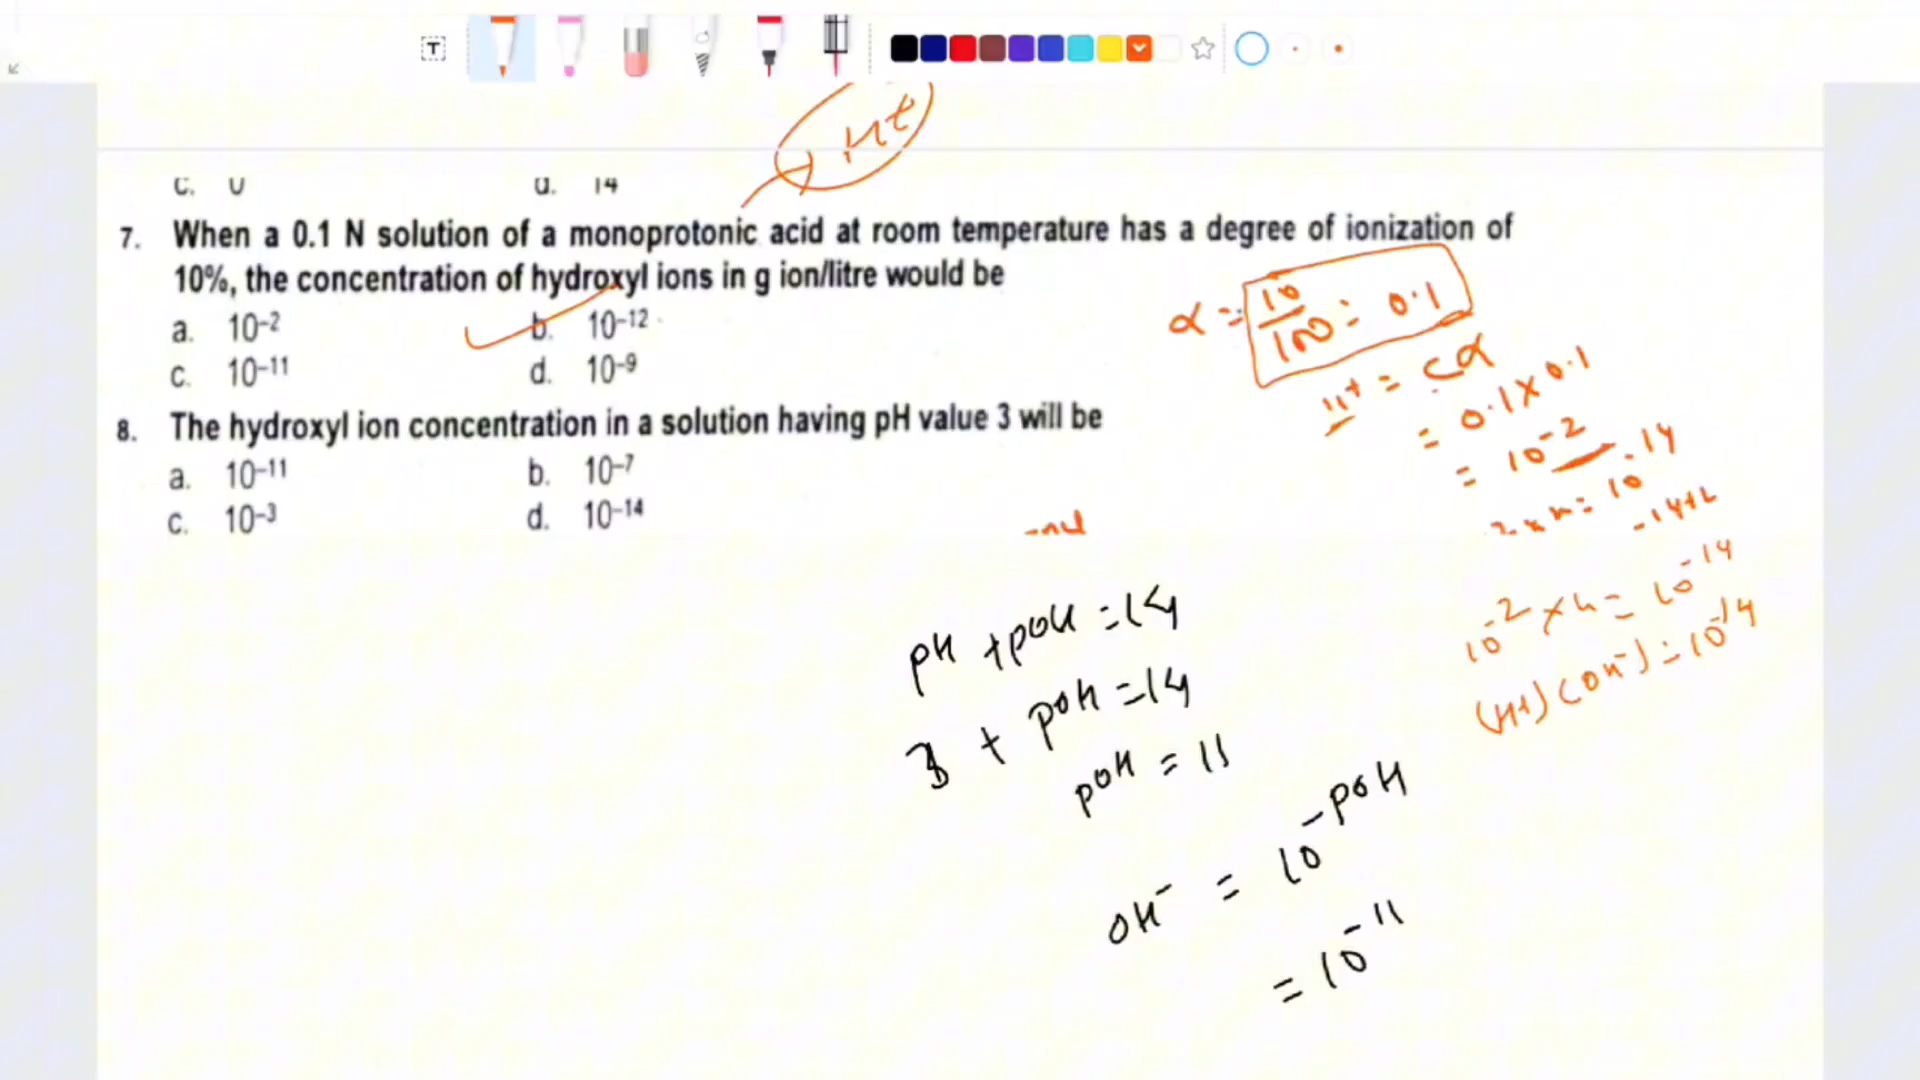 T
H+
c. 0 d. 14
7. When a 0.1 N solution of a monoprotonic acid at room temperature has a degree of ionization of
10%, the concentration of hydroxyl ions in g ion/litre would be
a. 10⁻² b. 10⁻¹²
c. 10⁻¹¹ d. 10⁻⁹
α = 10/100 = 0.1
H+ = Cα
= 0.1 x 0.1
= 10⁻²
8. The hydroxyl ion concentration in a solution having pH value 3 will be
a. 10⁻¹¹ b. 10⁻⁷
c. 10⁻³ d. 10⁻¹⁴
= 10⁻¹⁴
-14+2
10⁻² x n = 10⁻¹⁴
(H+) (OH⁻) = 10⁻¹⁴
pH + pOH = 14
3 + pOH = 14
pOH = 11
OH⁻ = 10⁻ᵖᴼᴴ
= 10⁻¹¹